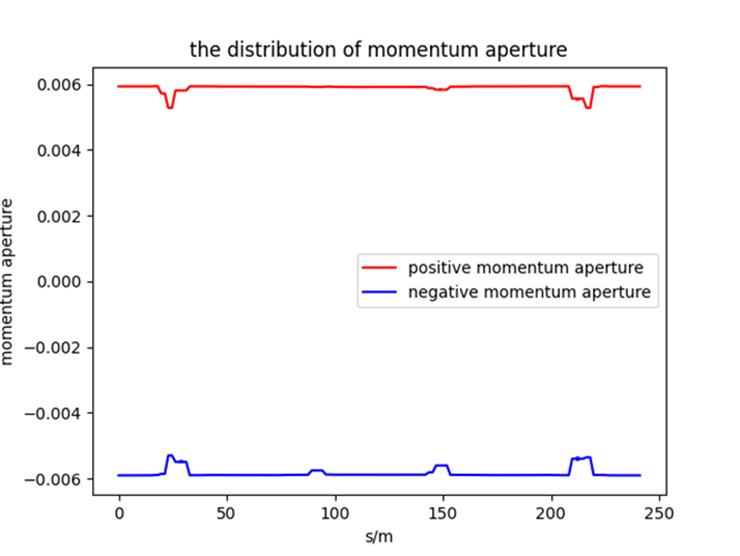 the distribution of momentum aperture
momentum aperture
0.006
0.004
0.002
0.000
−0.002
−0.004
−0.006
positive momentum aperture
negative momentum aperture
0 50 100 150 200 250
s/m